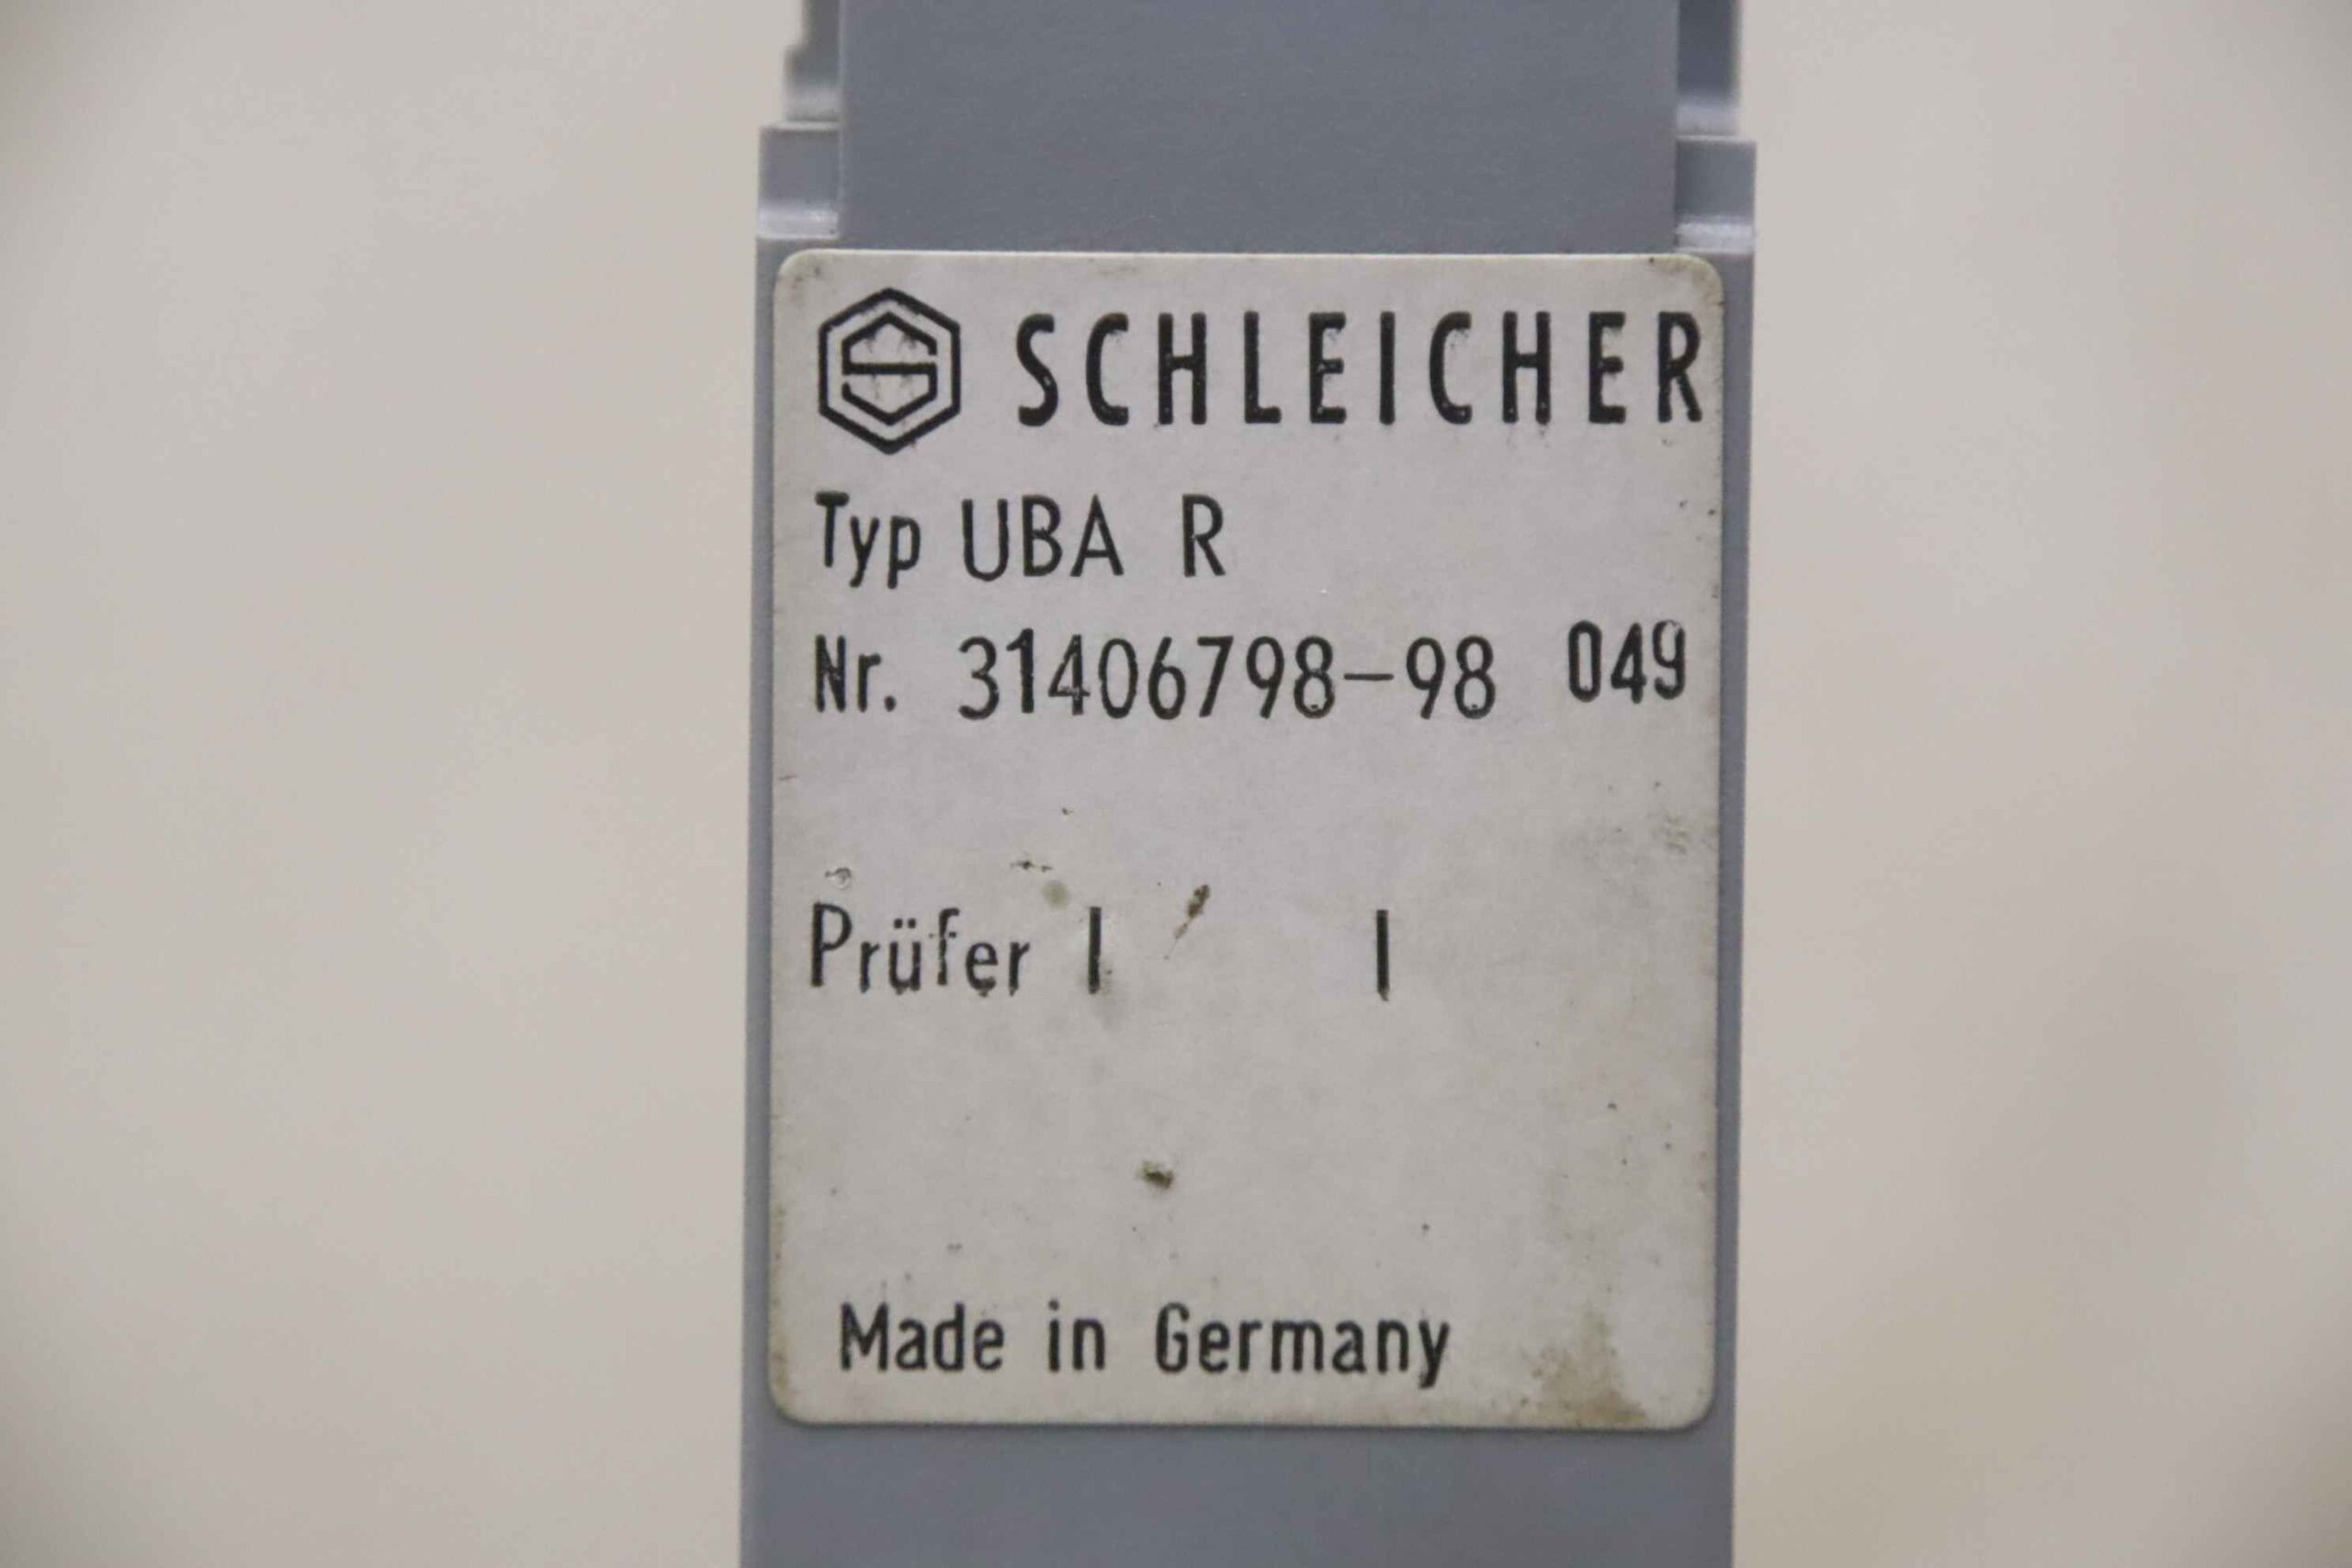 SCHLEICHER
Typ UBA R
Nr. 31406798-98 049
Prüfer | |
Made in Germany